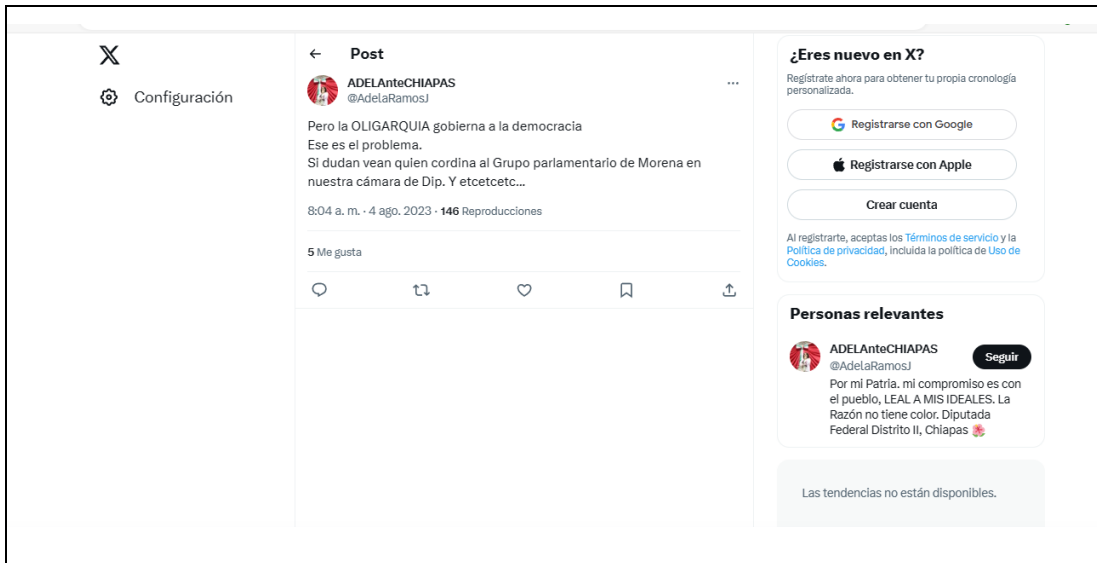 Post
ADELAnteCHIAPAS
@AdelaRamosJ
Pero la OLIGARQUIA gobierna a la democracia
Ese es el problema.
Si dudan vean quien cordina al Grupo parlamentario de Morena en
nuestra cámara de Dip. Y etcetcetc...
8:04 a. m. · 4 ago. 2023 · 146 Reproducciones
5 Me gusta
Configuración
¿Eres nuevo en X?
Regístrate ahora para obtener tu propia cronología
personalizada.
Registrarse con Google
Registrarse con Apple
Crear cuenta
Al registrarte, aceptas los Términos de servicio y la
Política de privacidad, incluida la política de Uso de
Cookies.
Personas relevantes
ADELAnteCHIAPAS
@AdelaRamosJ
Seguir
Por mi Patria. mi compromiso es con
el pueblo, LEAL A MIS IDEALES. La
Razón no tiene color. Diputada
Federal Distrito II, Chiapas 🌺
Las tendencias no están disponibles.